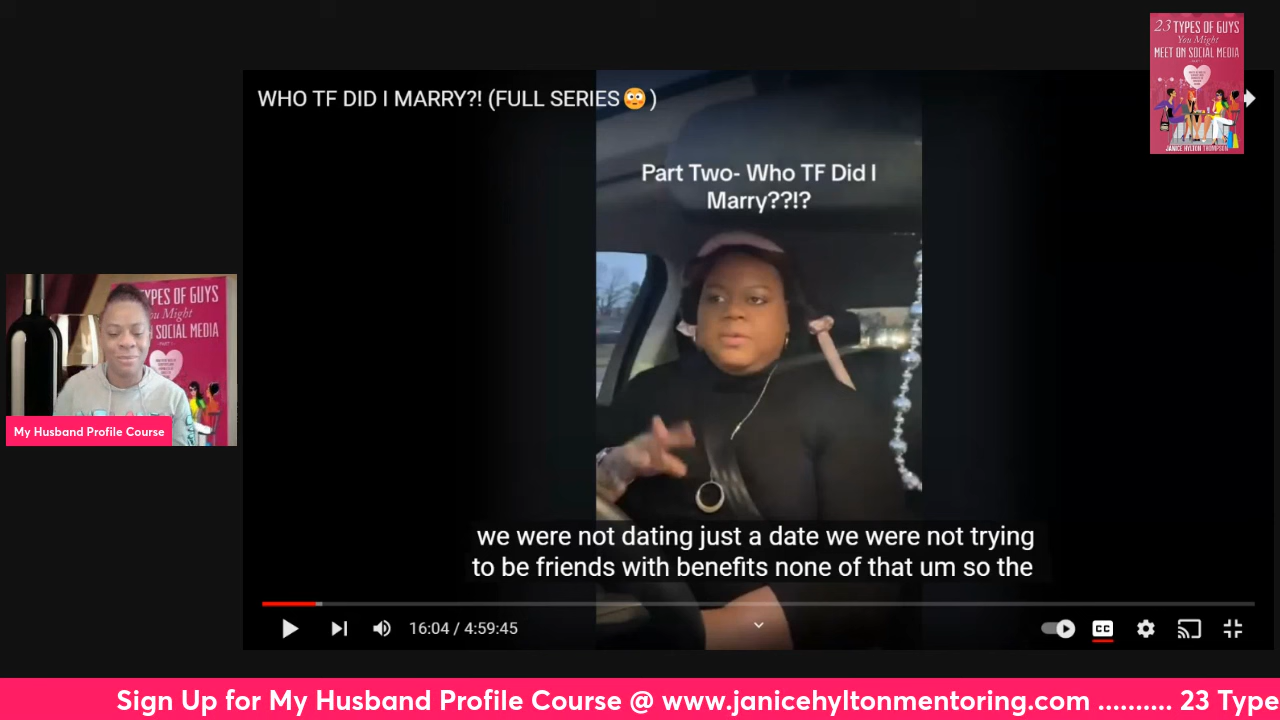 23 TYPES OF GUYS
You Might
MEET ON SOCIAL MEDIA
JANICE HYLTON THOMPSON
WHO TF DID I MARRY?! (FULL SERIES😳)
Part Two- Who TF Did I
Marry??!?
YPES OF GUYS
u Might
SOCIAL MEDIA
My Husband Profile Course
we were not dating just a date we were not trying
to be friends with benefits none of that um so the
16:04 / 4:59:45
CC
Sign Up for My Husband Profile Course @ www.janicehyltonmentoring.com .......... 23 Type